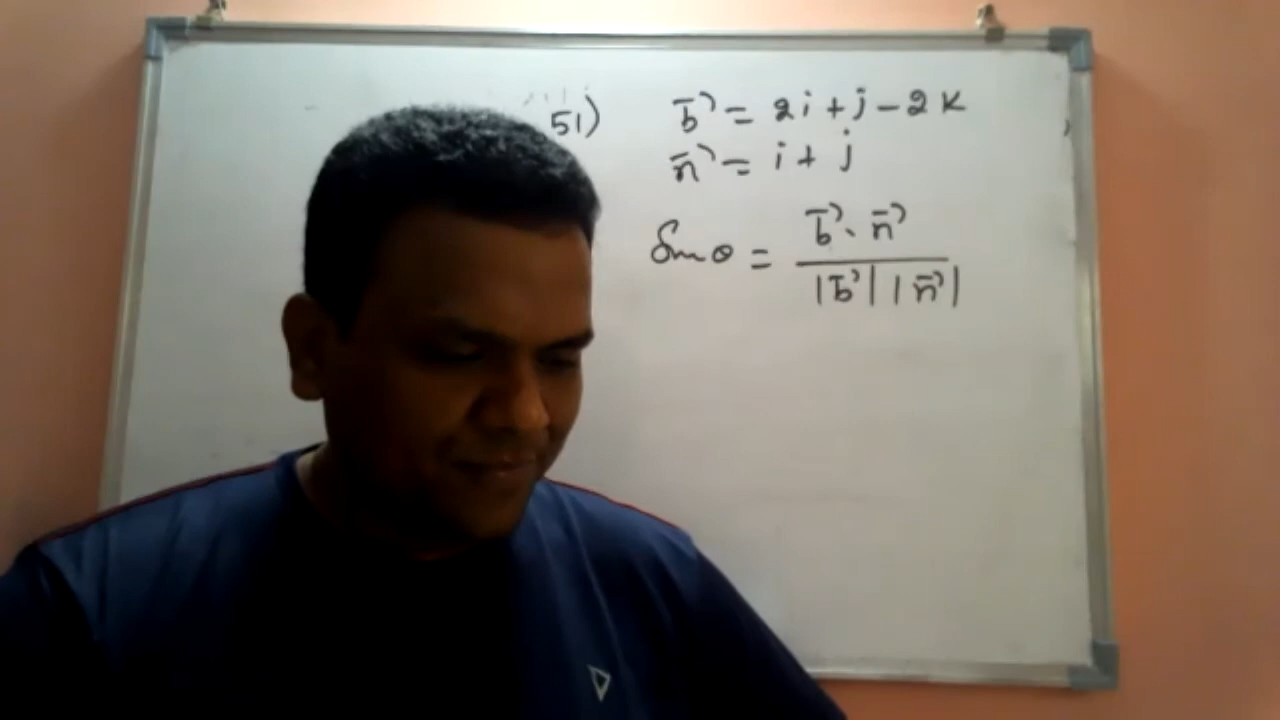 51) b⃗ = 2i + j - 2k
n⃗ = i + j
Sinθ = b⃗ . n⃗ / |b⃗| |n⃗|